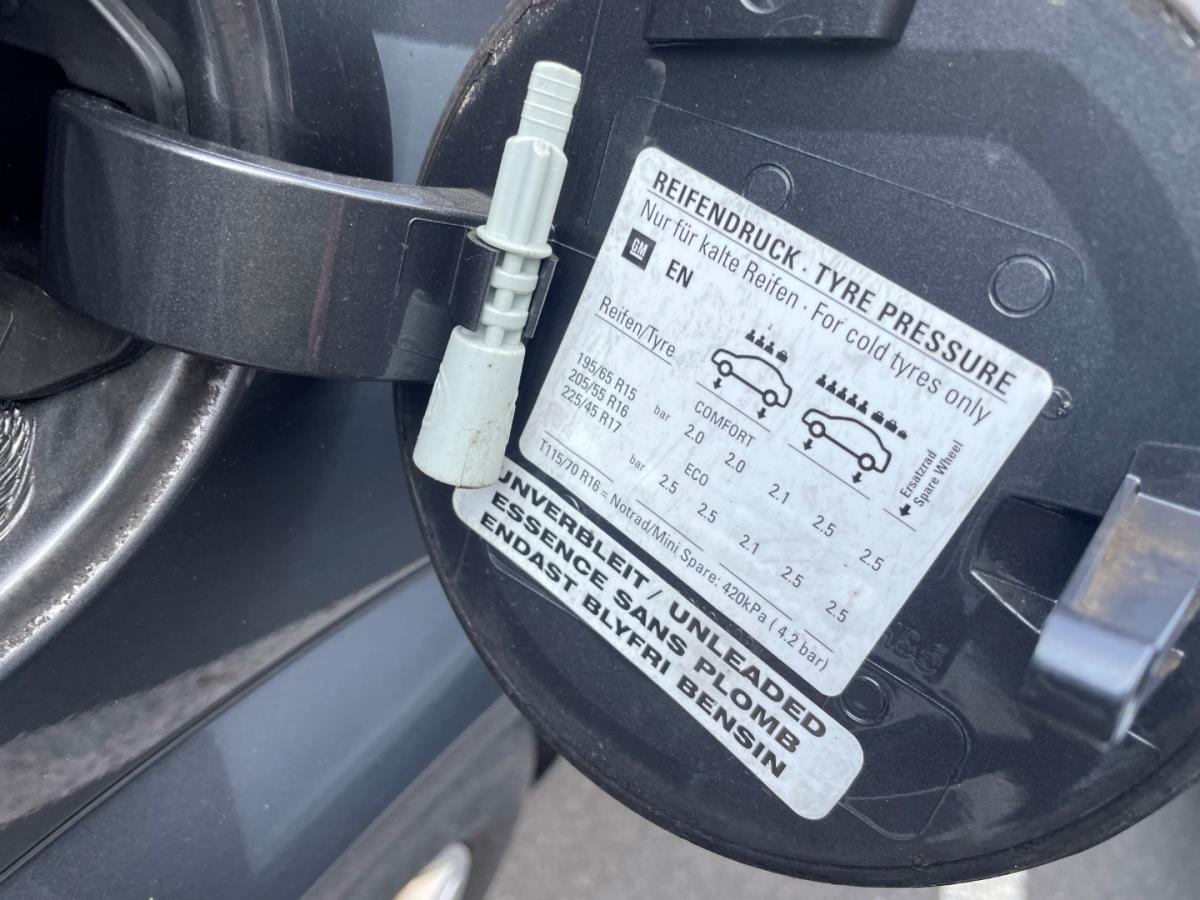 REIFENDRUCK · TYRE PRESSURE
Nur für kalte Reifen · For cold tyres only
GM EN
Reifen/Tyre
Ersatzrad
Spare Wheel
195/65 R15
205/55 R16
225/45 R17
COMFORT
bar 2.0 2.0 2.1 2.5 2.5
ECO
bar 2.5 2.5 2.1 2.5 2.5
T115/70 R16 = Notrad/Mini Spare: 420kPa ( 4.2 bar)
UNVERBLEIT / UNLEADED
ESSENCE SANS PLOMB
ENDAST BLYFRI BENSIN